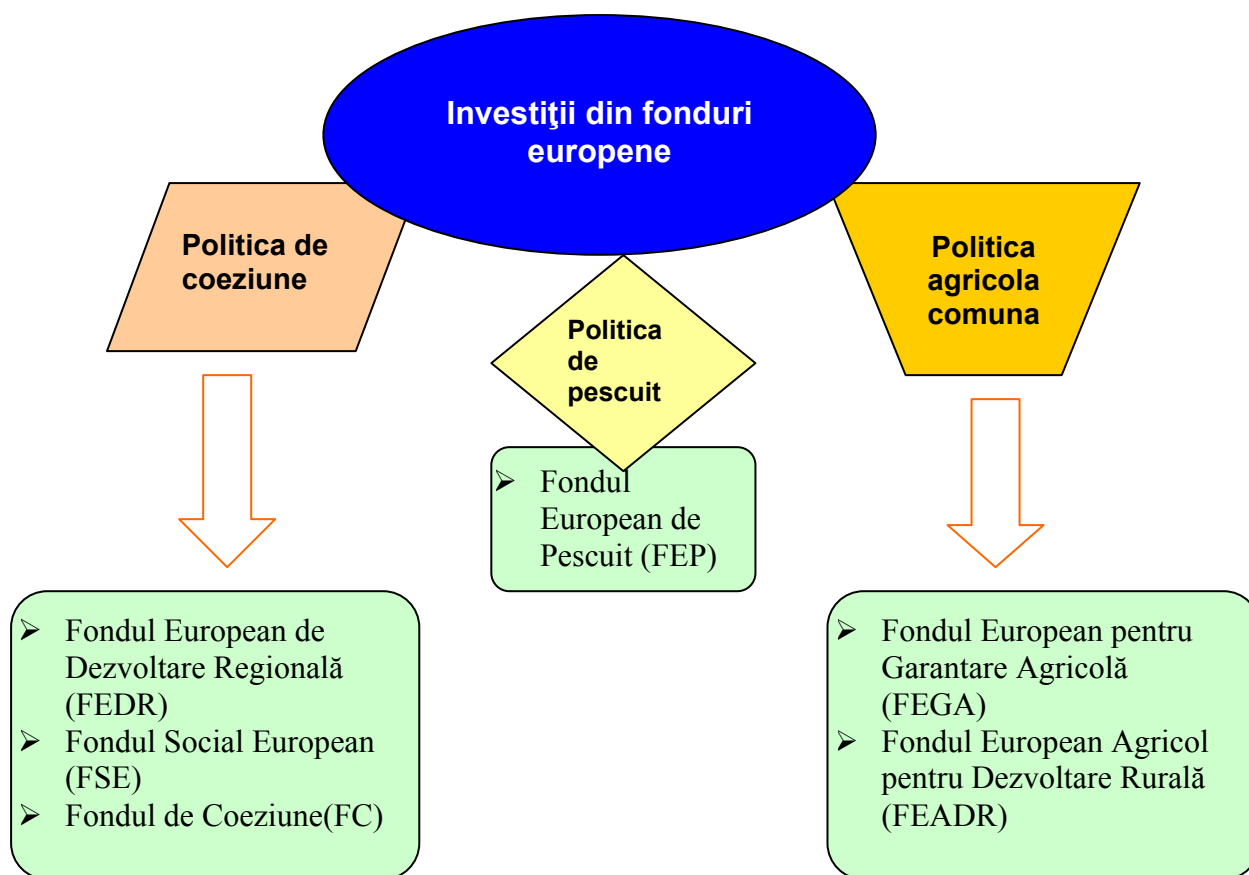 Investiţii din fonduri
europene
Politica de
coeziune
Politica
de
pescuit
Politica
agricola
comuna
➢ Fondul European de
Dezvoltare Regională
(FEDR)
➢ Fondul Social European
(FSE)
➢ Fondul de Coeziune(FC)
➢ Fondul
European de
Pescuit (FEP)
➢ Fondul European pentru
Garantare Agricolă
(FEGA)
➢ Fondul European Agricol
pentru Dezvoltare Rurală
(FEADR)